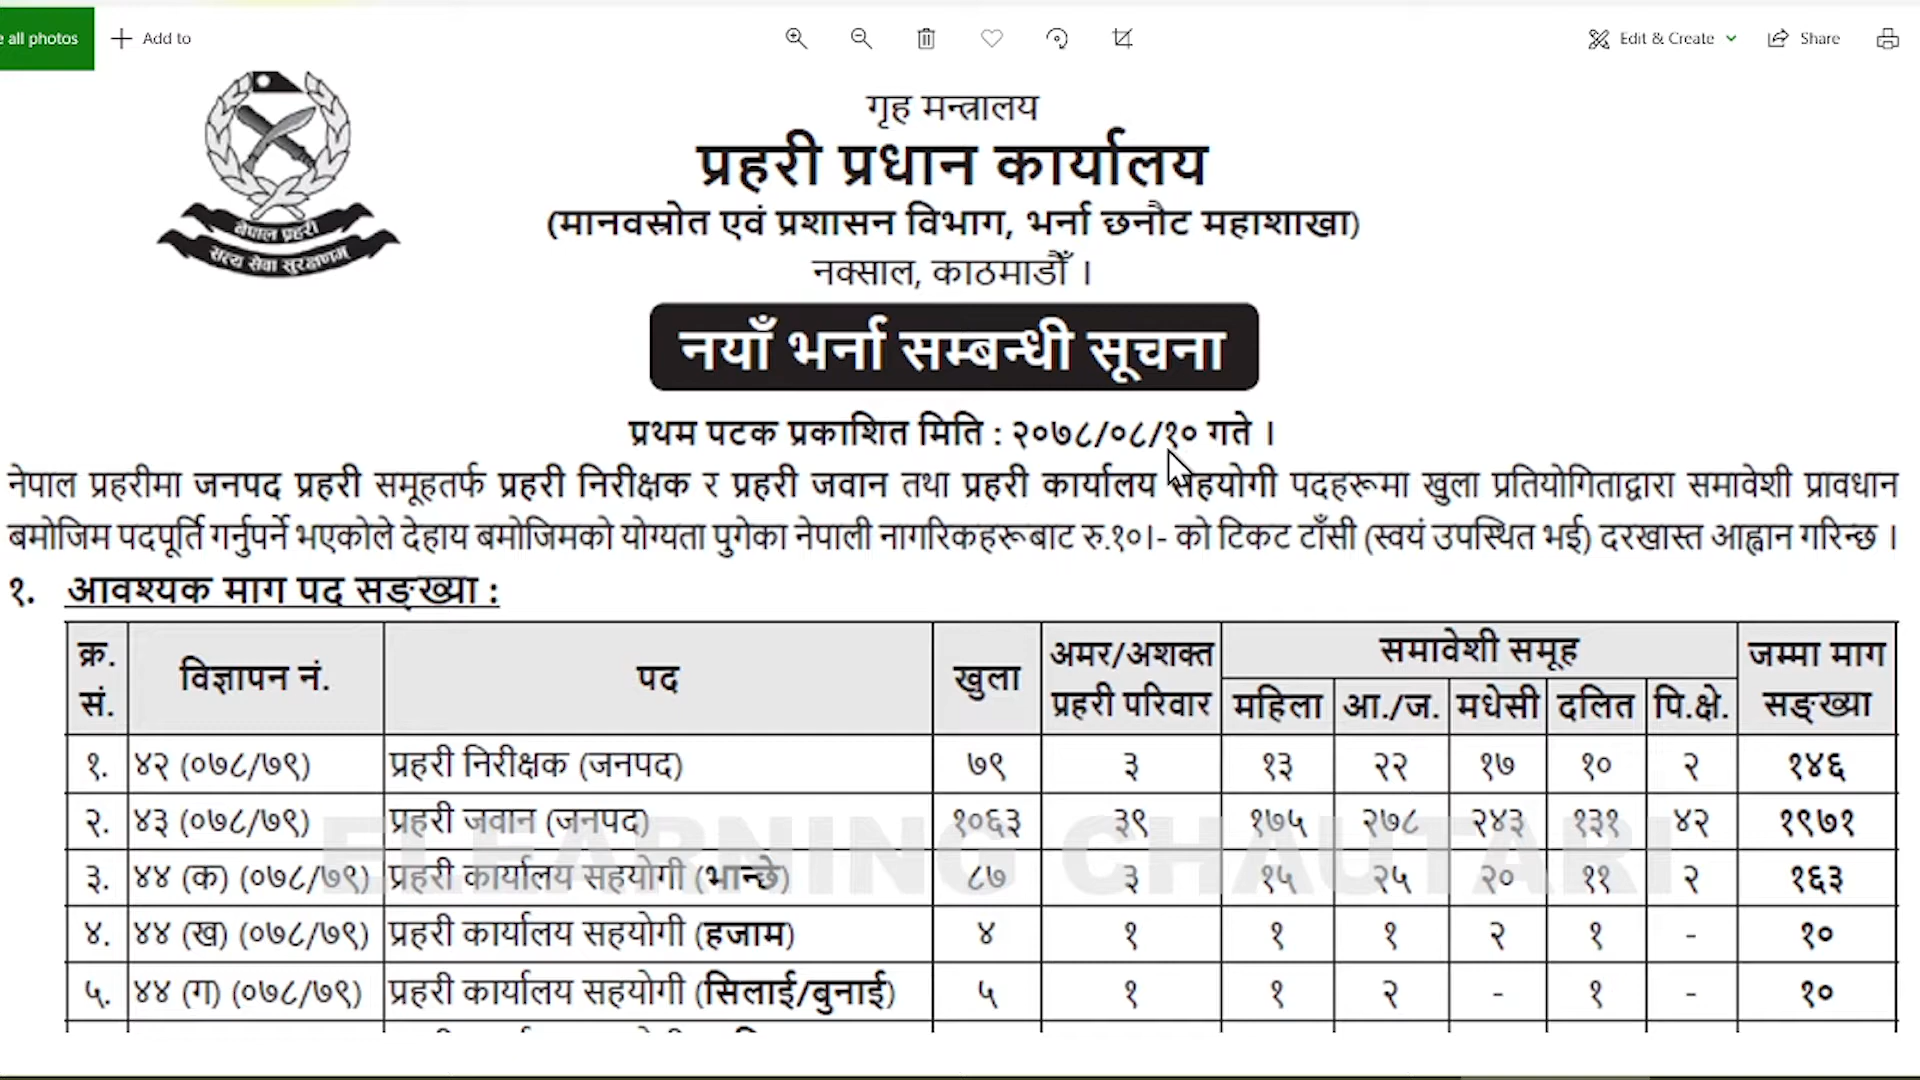 e all photos
Add to
Edit & Create
Share
नेपाल प्रहरी
सत्य सेवा सुरक्षणम्
गृह मन्त्रालय
प्रहरी प्रधान कार्यालय
(मानवस्रोत एवं प्रशासन विभाग, भर्ना छनौट महाशाखा)
नक्साल, काठमाडौँ ।
नयाँ भर्ना सम्बन्धी सूचना
प्रथम पटक प्रकाशित मिति : २०७८/०८/१० गते ।
नेपाल प्रहरीमा जनपद प्रहरी समूहतर्फ प्रहरी निरीक्षक र प्रहरी जवान तथा प्रहरी कार्यालय सहयोगी पदहरूमा खुला प्रतियोगिताद्वारा समावेशी प्रावधान
बमोजिम पदपूर्ति गर्नुपर्ने भएकोले देहाय बमोजिमको योग्यता पुगेका नेपाली नागरिकहरूबाट रु.१०।- को टिकट टाँसी (स्वयं उपस्थित भई) दरखास्त आह्वान गरिन्छ ।
१. आवश्यक माग पद सङ्ख्या :
क्र. सं. विज्ञापन नं. पद खुला अमर/अशक्त प्रहरी परिवार समावेशी समूह जम्मा माग सङ्ख्या
महिला आ./ज. मधेसी दलित पि.क्षे.
१. ४२ (०७८/७९) प्रहरी निरीक्षक (जनपद) ७९ ३ १३ २२ १७ १० २ १४६
२. ४३ (०७८/७९) प्रहरी जवान (जनपद) १०६३ ३९ १७५ २७८ २४३ १३१ ४२ १९७१
३. ४४ (क) (०७८/७९) प्रहरी कार्यालय सहयोगी (भान्छे) ८७ ३ १५ २५ २० ११ २ १६३
४. ४४ (ख) (०७८/७९) प्रहरी कार्यालय सहयोगी (हजाम) ४ १ १ १ २ १ - १०
५. ४४ (ग) (०७८/७९) प्रहरी कार्यालय सहयोगी (सिलाई/बुनाई) ५ १ १ २ - १ - १०
ELEARNING CHAUTARI